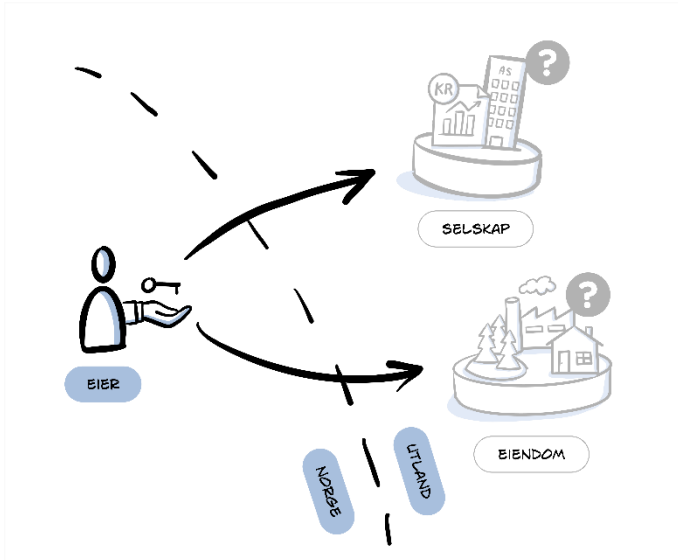 ?
AS
KR
SELSKAP
?
EIER
EIENDOM
NORGE
UTLAND